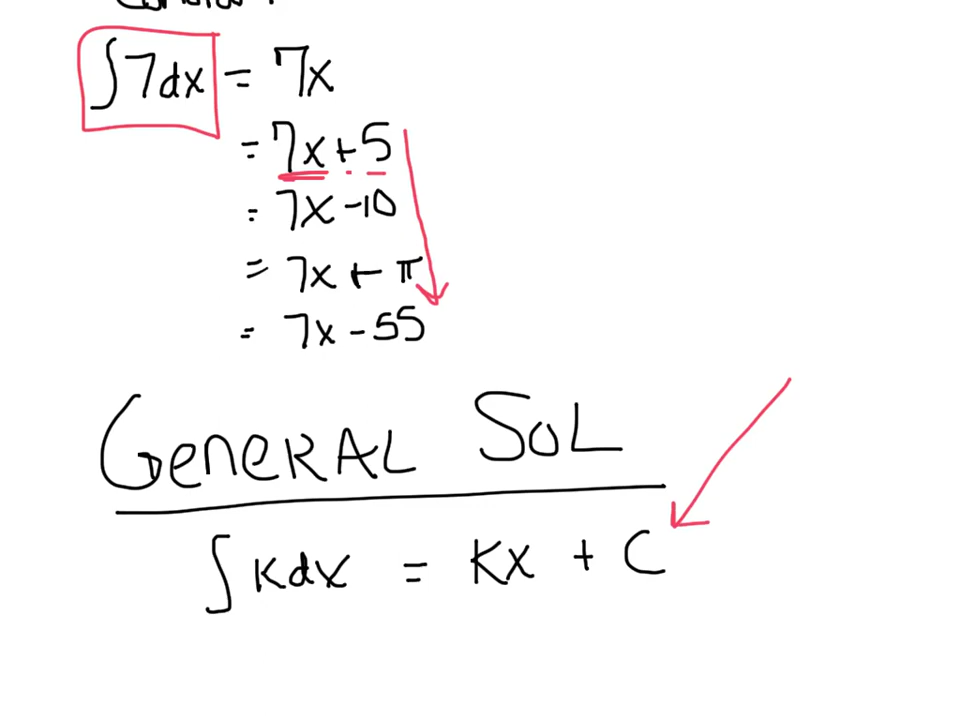 ∫7dx = 7x
= 7x + 5
= 7x - 10
= 7x + π
= 7x - 55
GENERAL SOL
∫Kdx = Kx + C